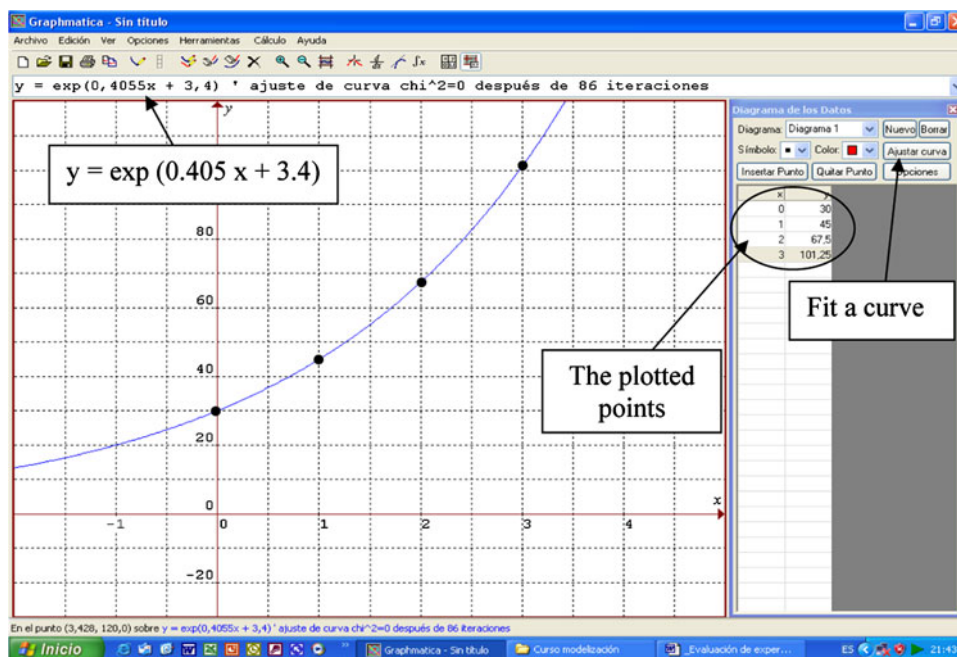 Graphmatica - Sin título
Archivo Edición Ver Opciones Herramientas Cálculo Ayuda
y = exp(0,4055x + 3,4) ' ajuste de curva chi^2=0 después de 86 iteraciones
y = exp (0.405 x + 3.4)
y
80
60
40
20
0
-20
-1
0
1
2
3
4
x
Diagrama de los Datos
Diagrama: Diagrama 1 Nuevo Borrar
Símbolo: Color: Ajustar curva
Insertar Punto Quitar Punto Opciones
x y
0 30
1 45
2 67,5
3 101,25
Fit a curve
The plotted
points
En el punto (3,428, 120,0) sobre y = exp(0,4055x + 3,4) ' ajuste de curva chi^2=0 después de 86 iteraciones
Inicio Graphmatica - Sin título Curso modelización _Evaluación de exper... ES 21:43